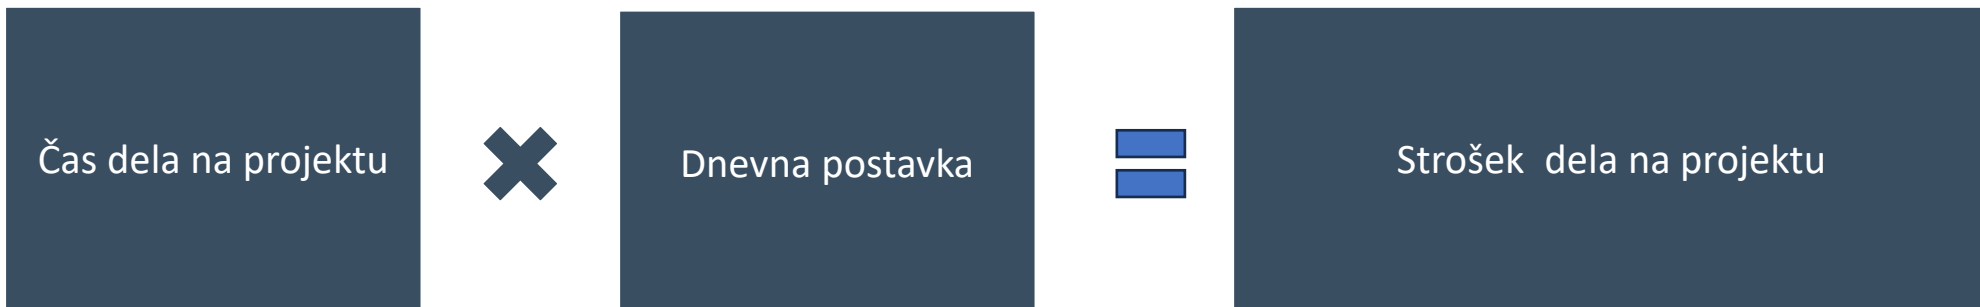 Čas dela na projektu
Dnevna postavka
Strošek  dela na projektu